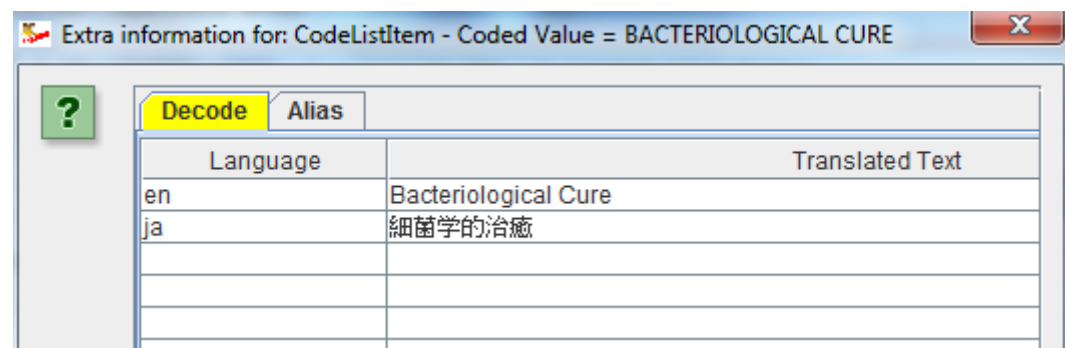 Extra information for: CodeListItem - Coded Value = BACTERIOLOGICAL CURE
?
Decode Alias
Language Translated Text
en Bacteriological Cure
ja 細菌学的治癒